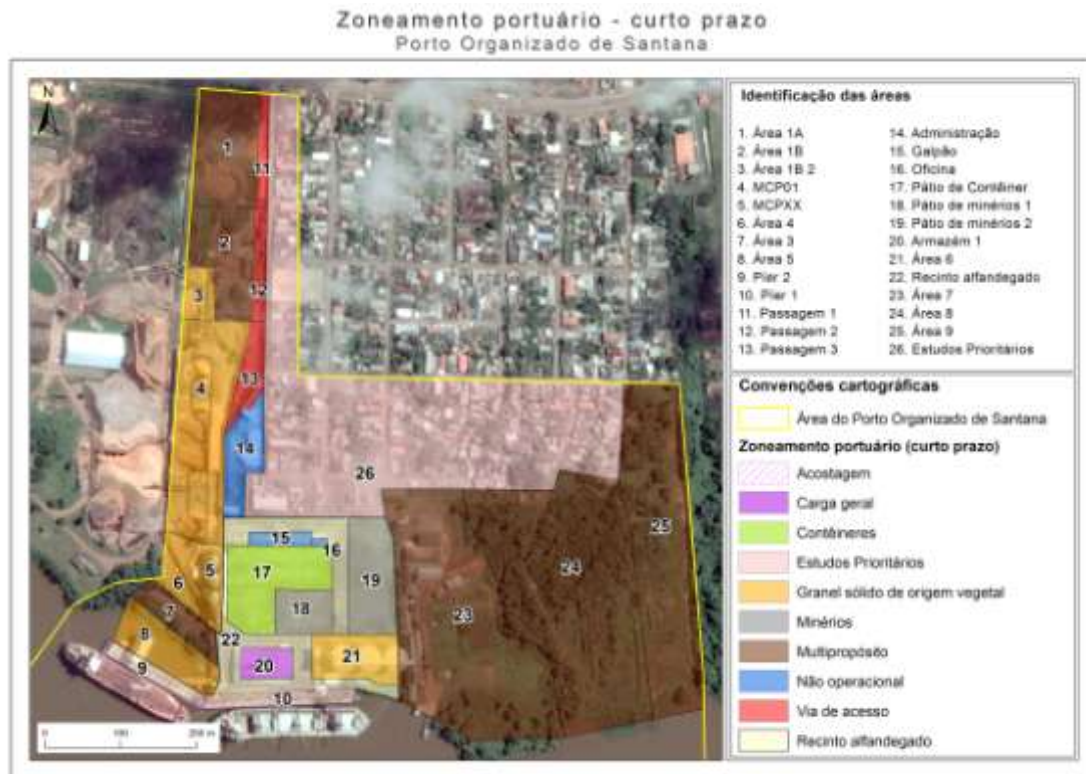 Zoneamento portuário - curto prazo
Porto Organizado de Santana
N
Identificação das áreas
1. Área 1A
2. Área 1B
3. Área 1B 2
4. MCP01
5. MCPXX
6. Área 4
7. Área 3
8. Área 5
9. Pier 2
10. Pier 1
11. Passagem 1
12. Passagem 2
13. Passagem 3
14. Administração
15. Galpão
16. Oficina
17. Pátio de Contêiner
18. Pátio de minérios 1
19. Pátio de minérios 2
20. Armazém 1
21. Área 6
22. Recinto alfandegado
23. Área 7
24. Área 8
25. Área 9
26. Estudos Prioritários
Convenções cartográficas
Área do Porto Organizado de Santana
Zoneamento portuário (curto prazo)
Acostagem
Carga geral
Contêineres
Estudos Prioritários
Granel sólido de origem vegetal
Minérios
Multipropósito
Não operacional
Via de acesso
Recinto alfandegado
1
11
2
12
3
13
4
14
26
25
15
16
5
24
17
19
6
18
7
23
8
22
9
20
21
10
0 100 200 m